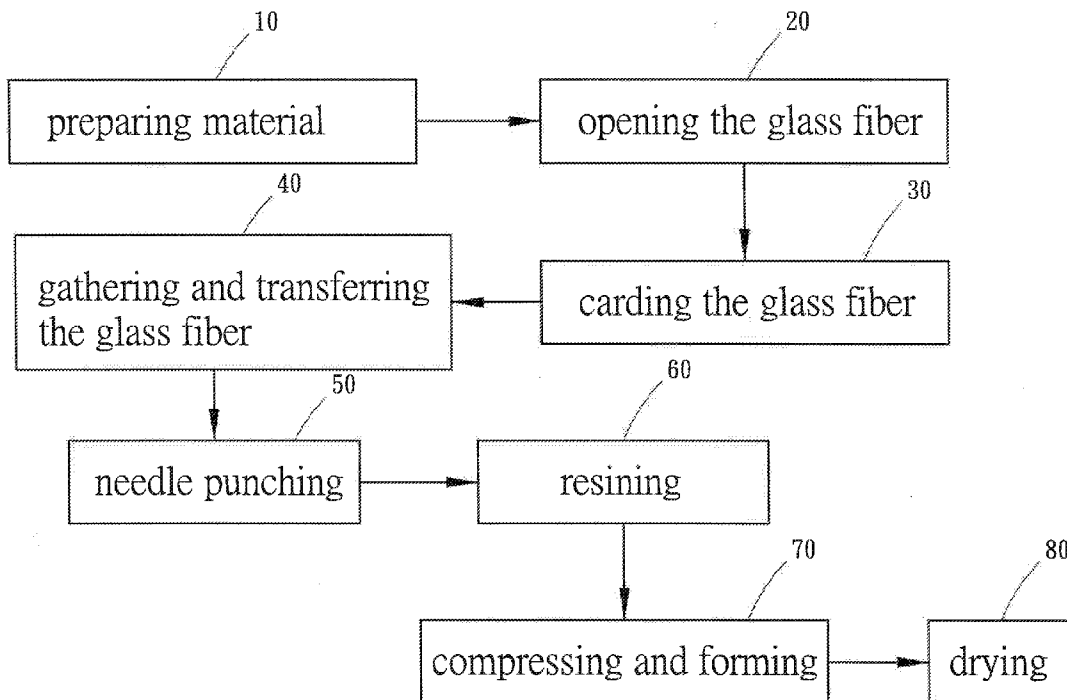 10
preparing material
20
opening the glass fiber
30
carding the glass fiber
40
gathering and transferring
the glass fiber
50
needle punching
60
resining
70
compressing and forming
80
drying